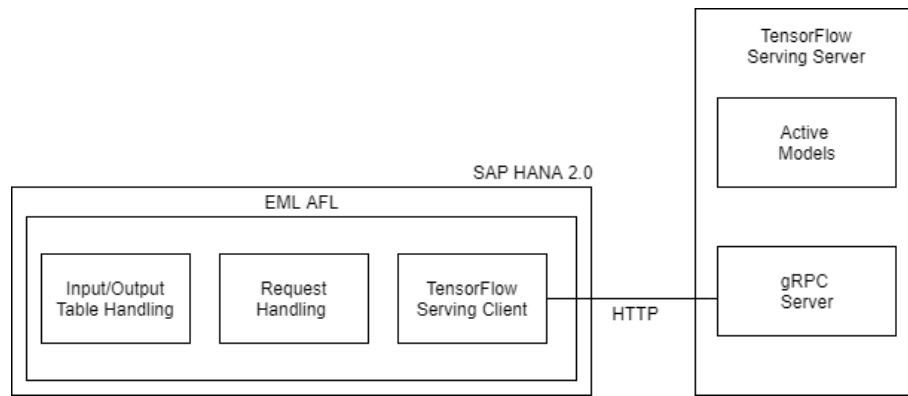 TensorFlow
Serving Server
Active
Models
SAP HANA 2.0
EML AFL
Input/Output
Table Handling
Request
Handling
TensorFlow
Serving Client
HTTP
gRPC
Server